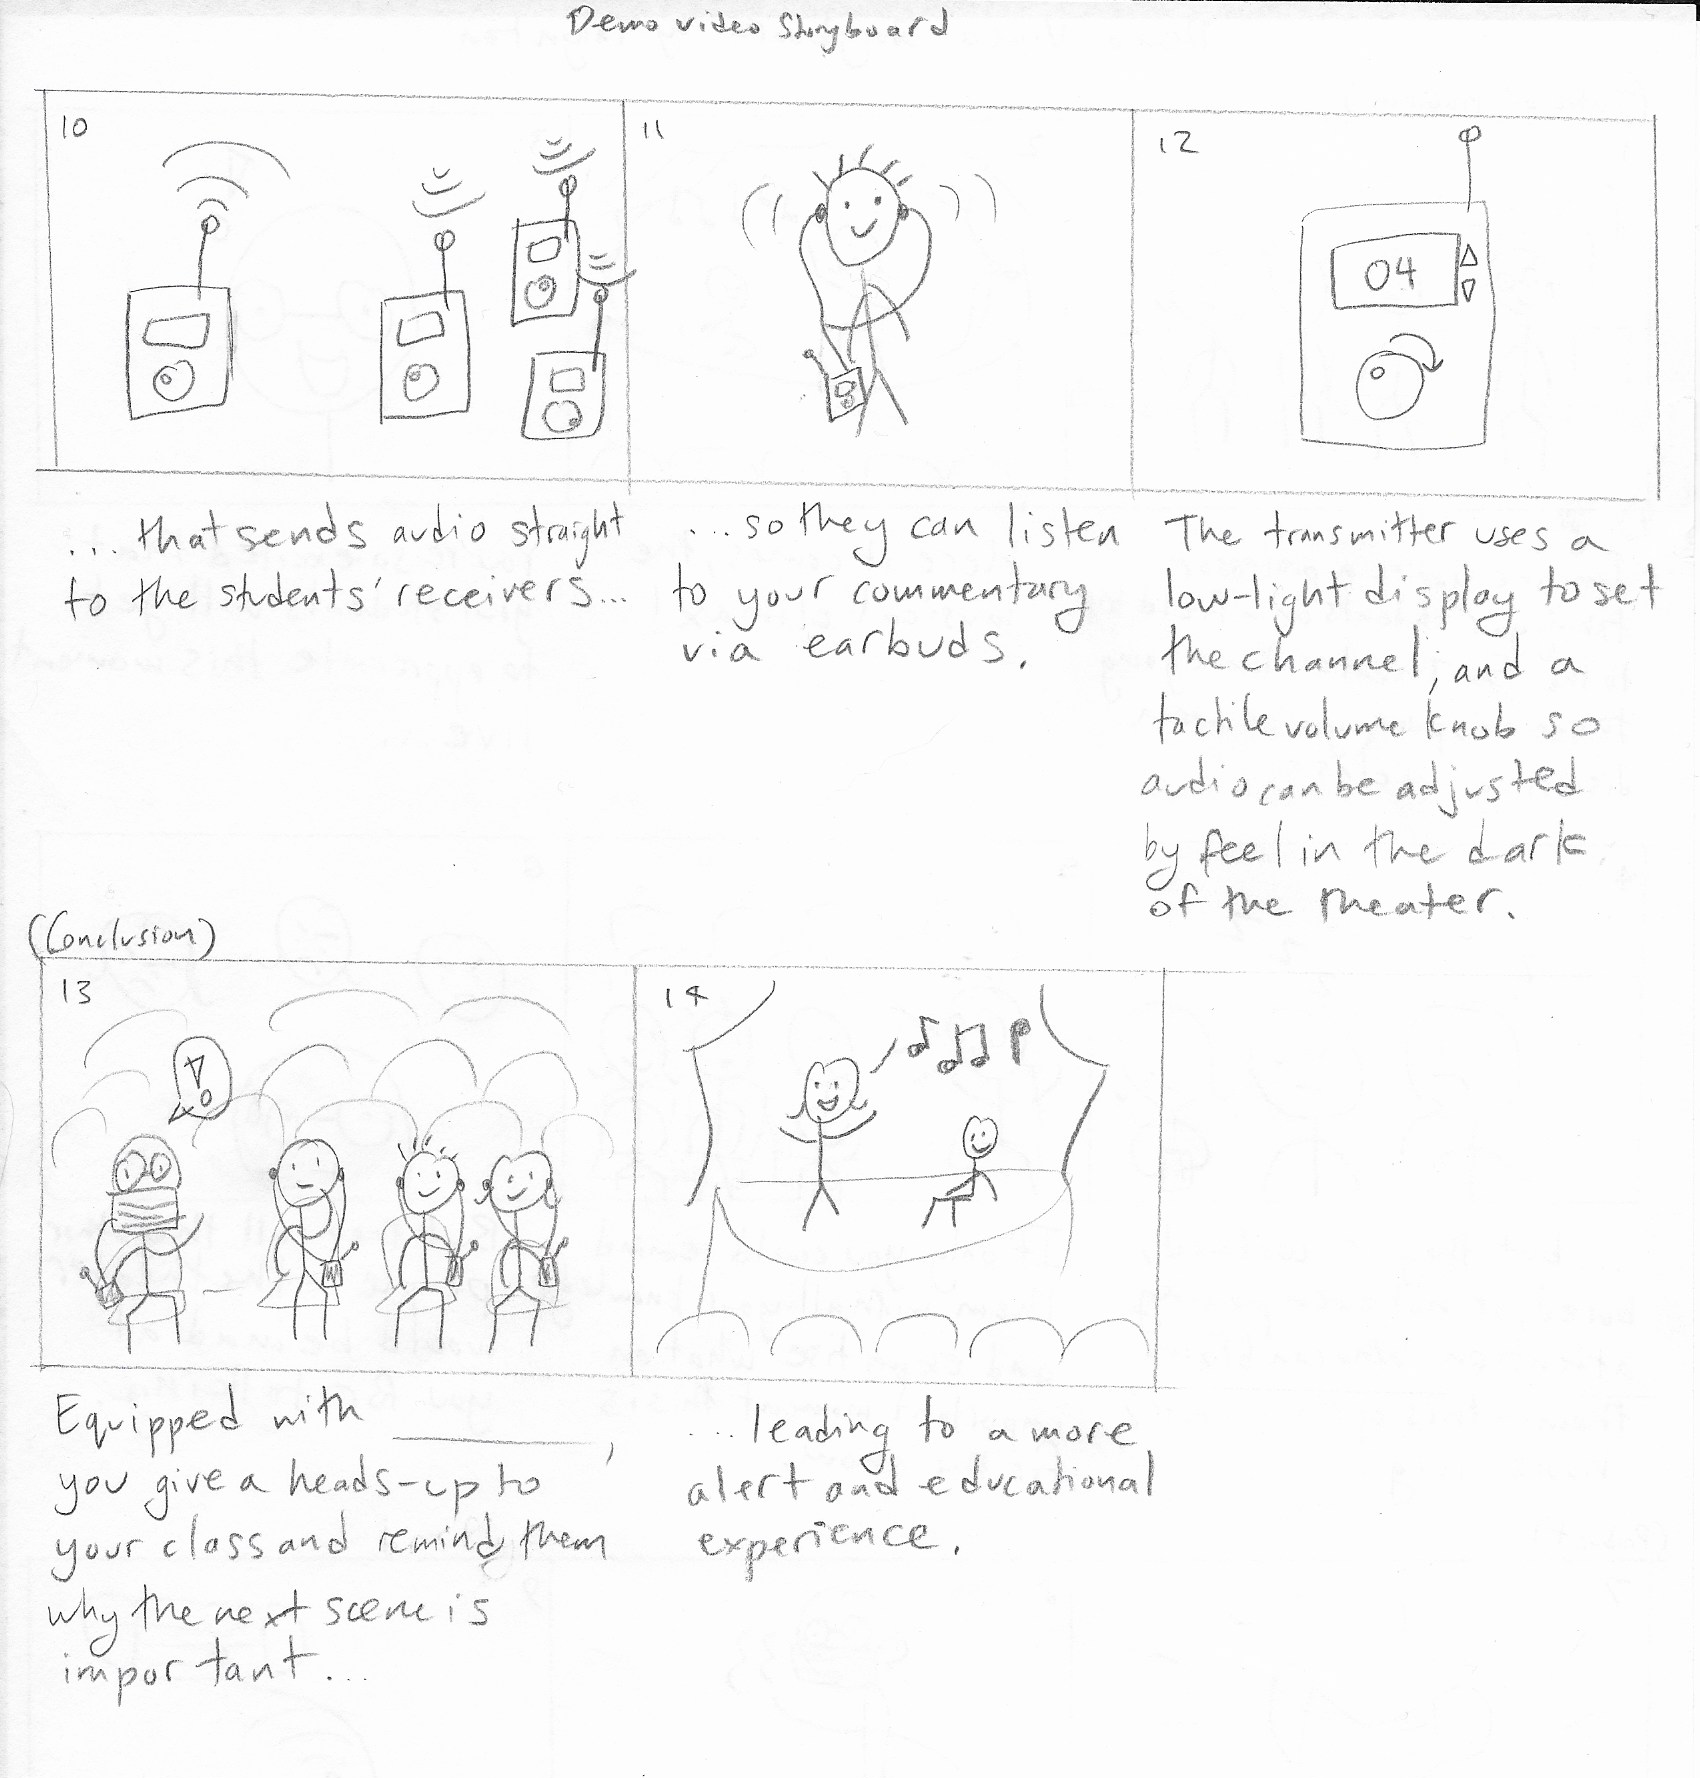 Demo video Storyboard
10
11
12
04
... that sends audio straight
to the students' receivers...
...so they can listen
to your commentary
via earbuds.
The transmitter uses a
low-light display to set
the channel, and a
tactile volume knob so
audio can be adjusted
by feel in the dark
of the theater.
(Conclusion)
13
!
14
Equipped with ________,
you give a heads-up to
your class and remind them
why the next scene is
important...
...leading to a more
alert and educational
experience.